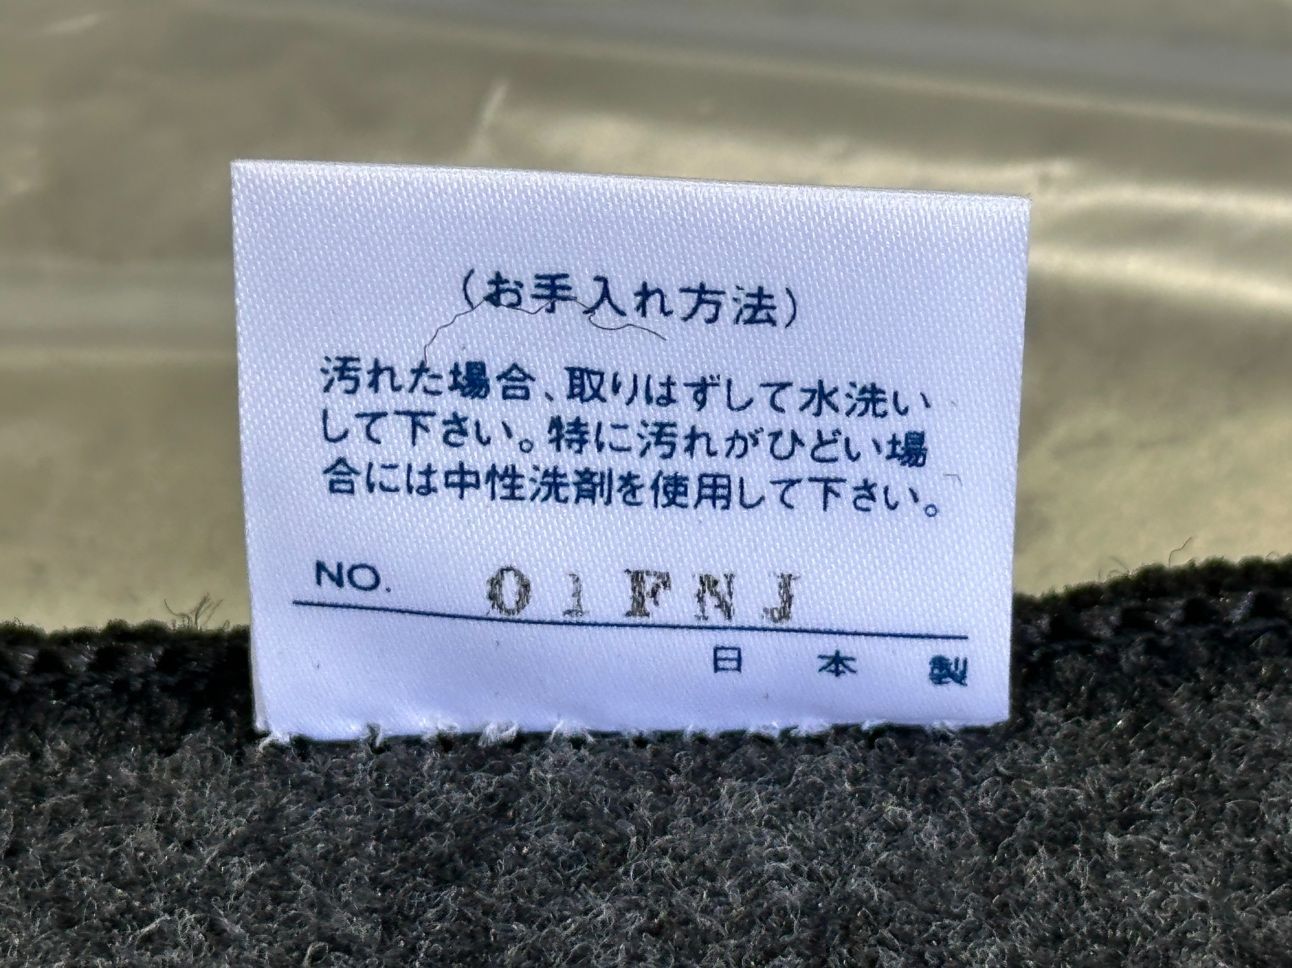 (お手入れ方法)
汚れた場合、取りはずして水洗い
して下さい。特に汚れがひどい場
合には中性洗剤を使用して下さい。
NO. 01FNJ
日本製